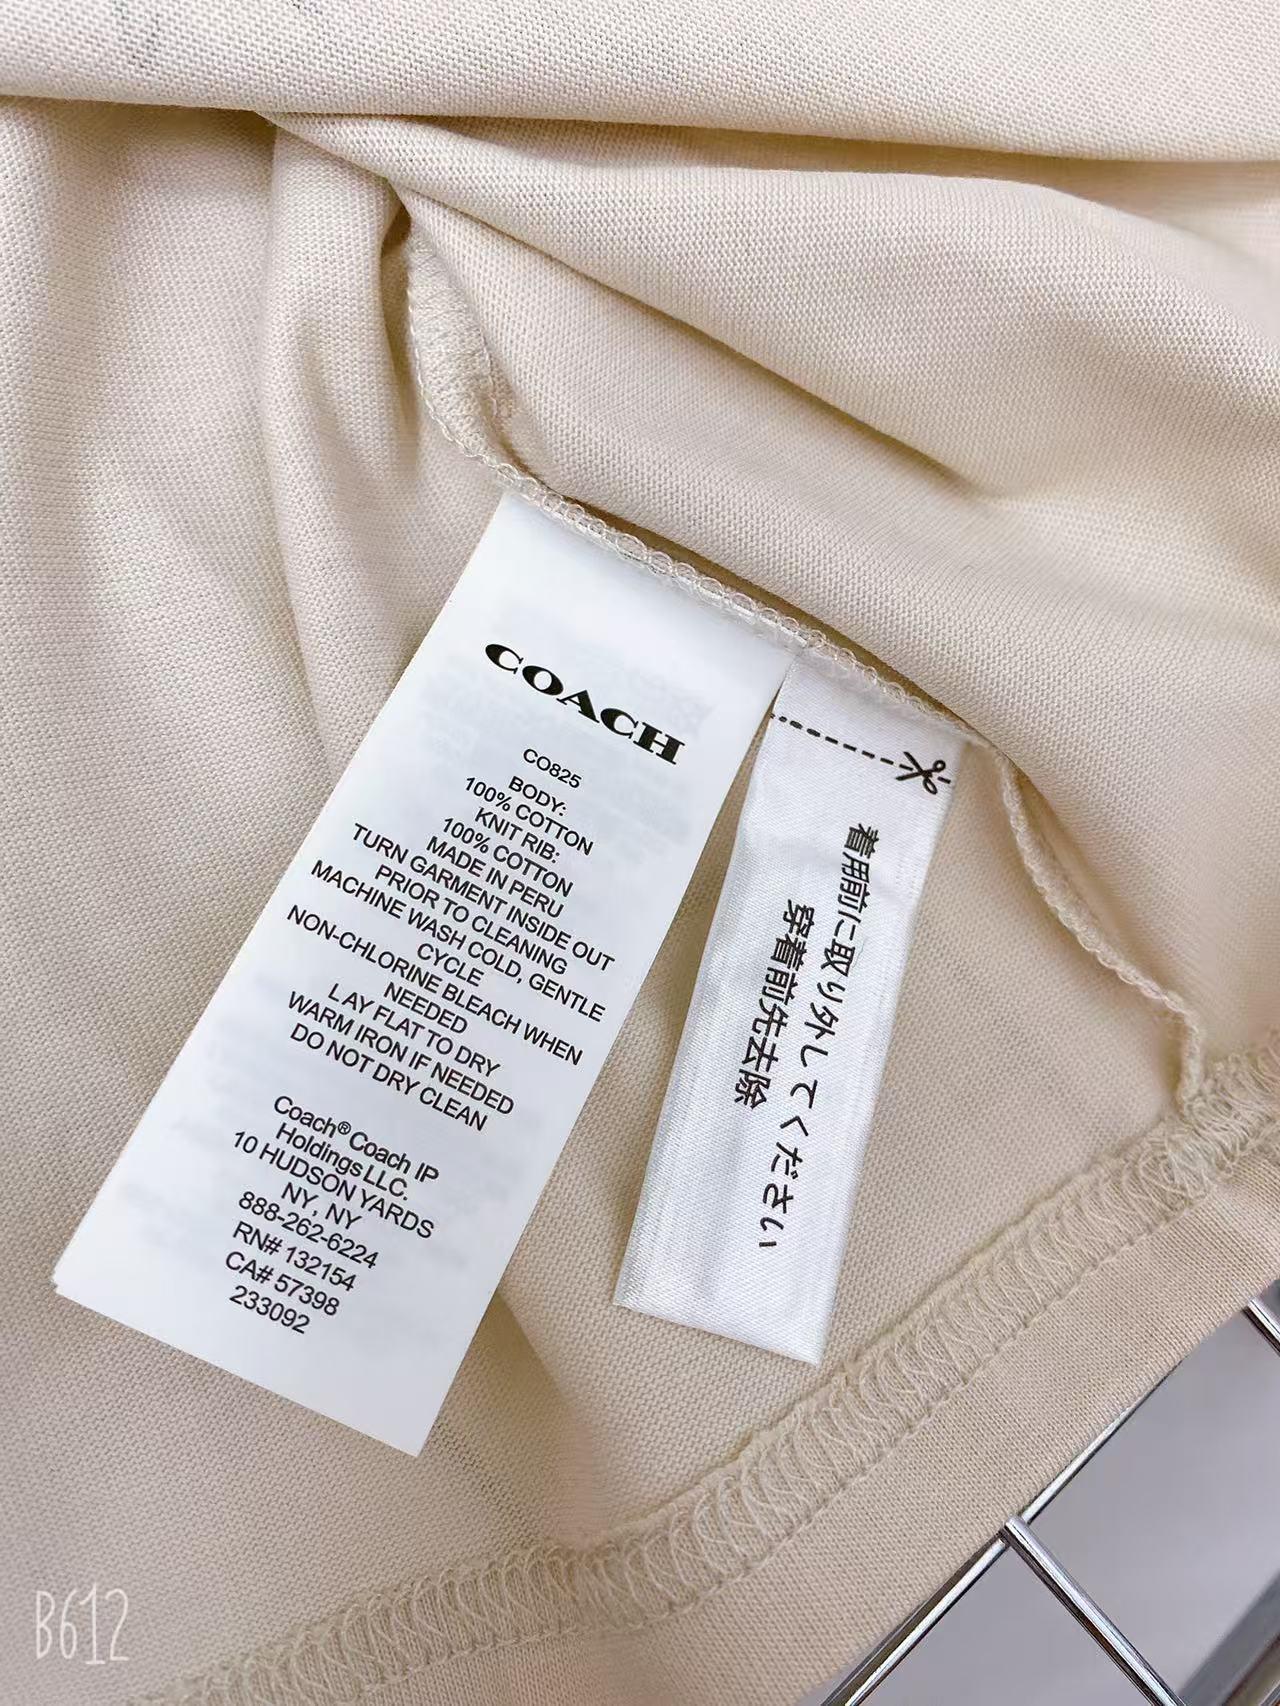 COACH
CO825
BODY:
100% COTTON
KNIT RIB:
100% COTTON
MADE IN PERU
TURN GARMENT INSIDE OUT
PRIOR TO CLEANING
MACHINE WASH COLD, GENTLE
CYCLE
NON-CHLORINE BLEACH WHEN
NEEDED
LAY FLAT TO DRY
WARM IRON IF NEEDED
DO NOT DRY CLEAN
Coach® Coach IP
Holdings LLC.
10 HUDSON YARDS
NY, NY
888-262-6224
RN# 132154
CA# 57398
233092
着用前に取り外してください
穿着前先去除
B612